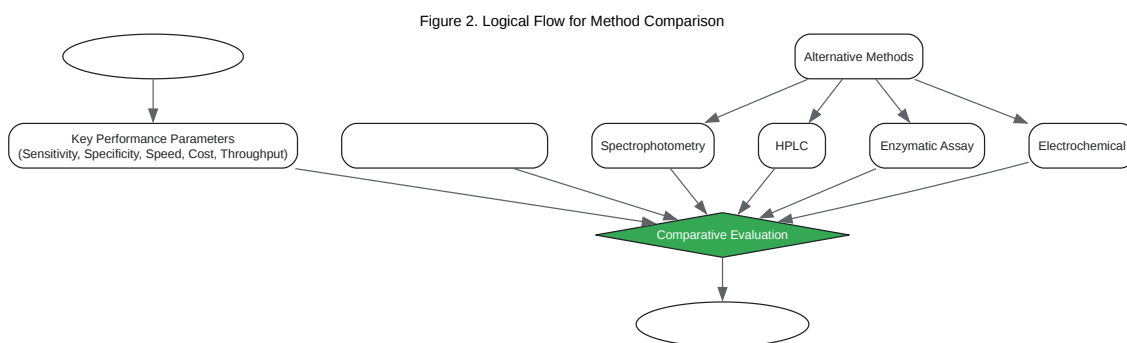 Figure 2. Logical Flow for Method Comparison
Alternative Methods
Key Performance Parameters
(Sensitivity, Specificity, Speed, Cost, Throughput)
Spectrophotometry
HPLC
Enzymatic Assay
Electrochemical
Comparative Evaluation